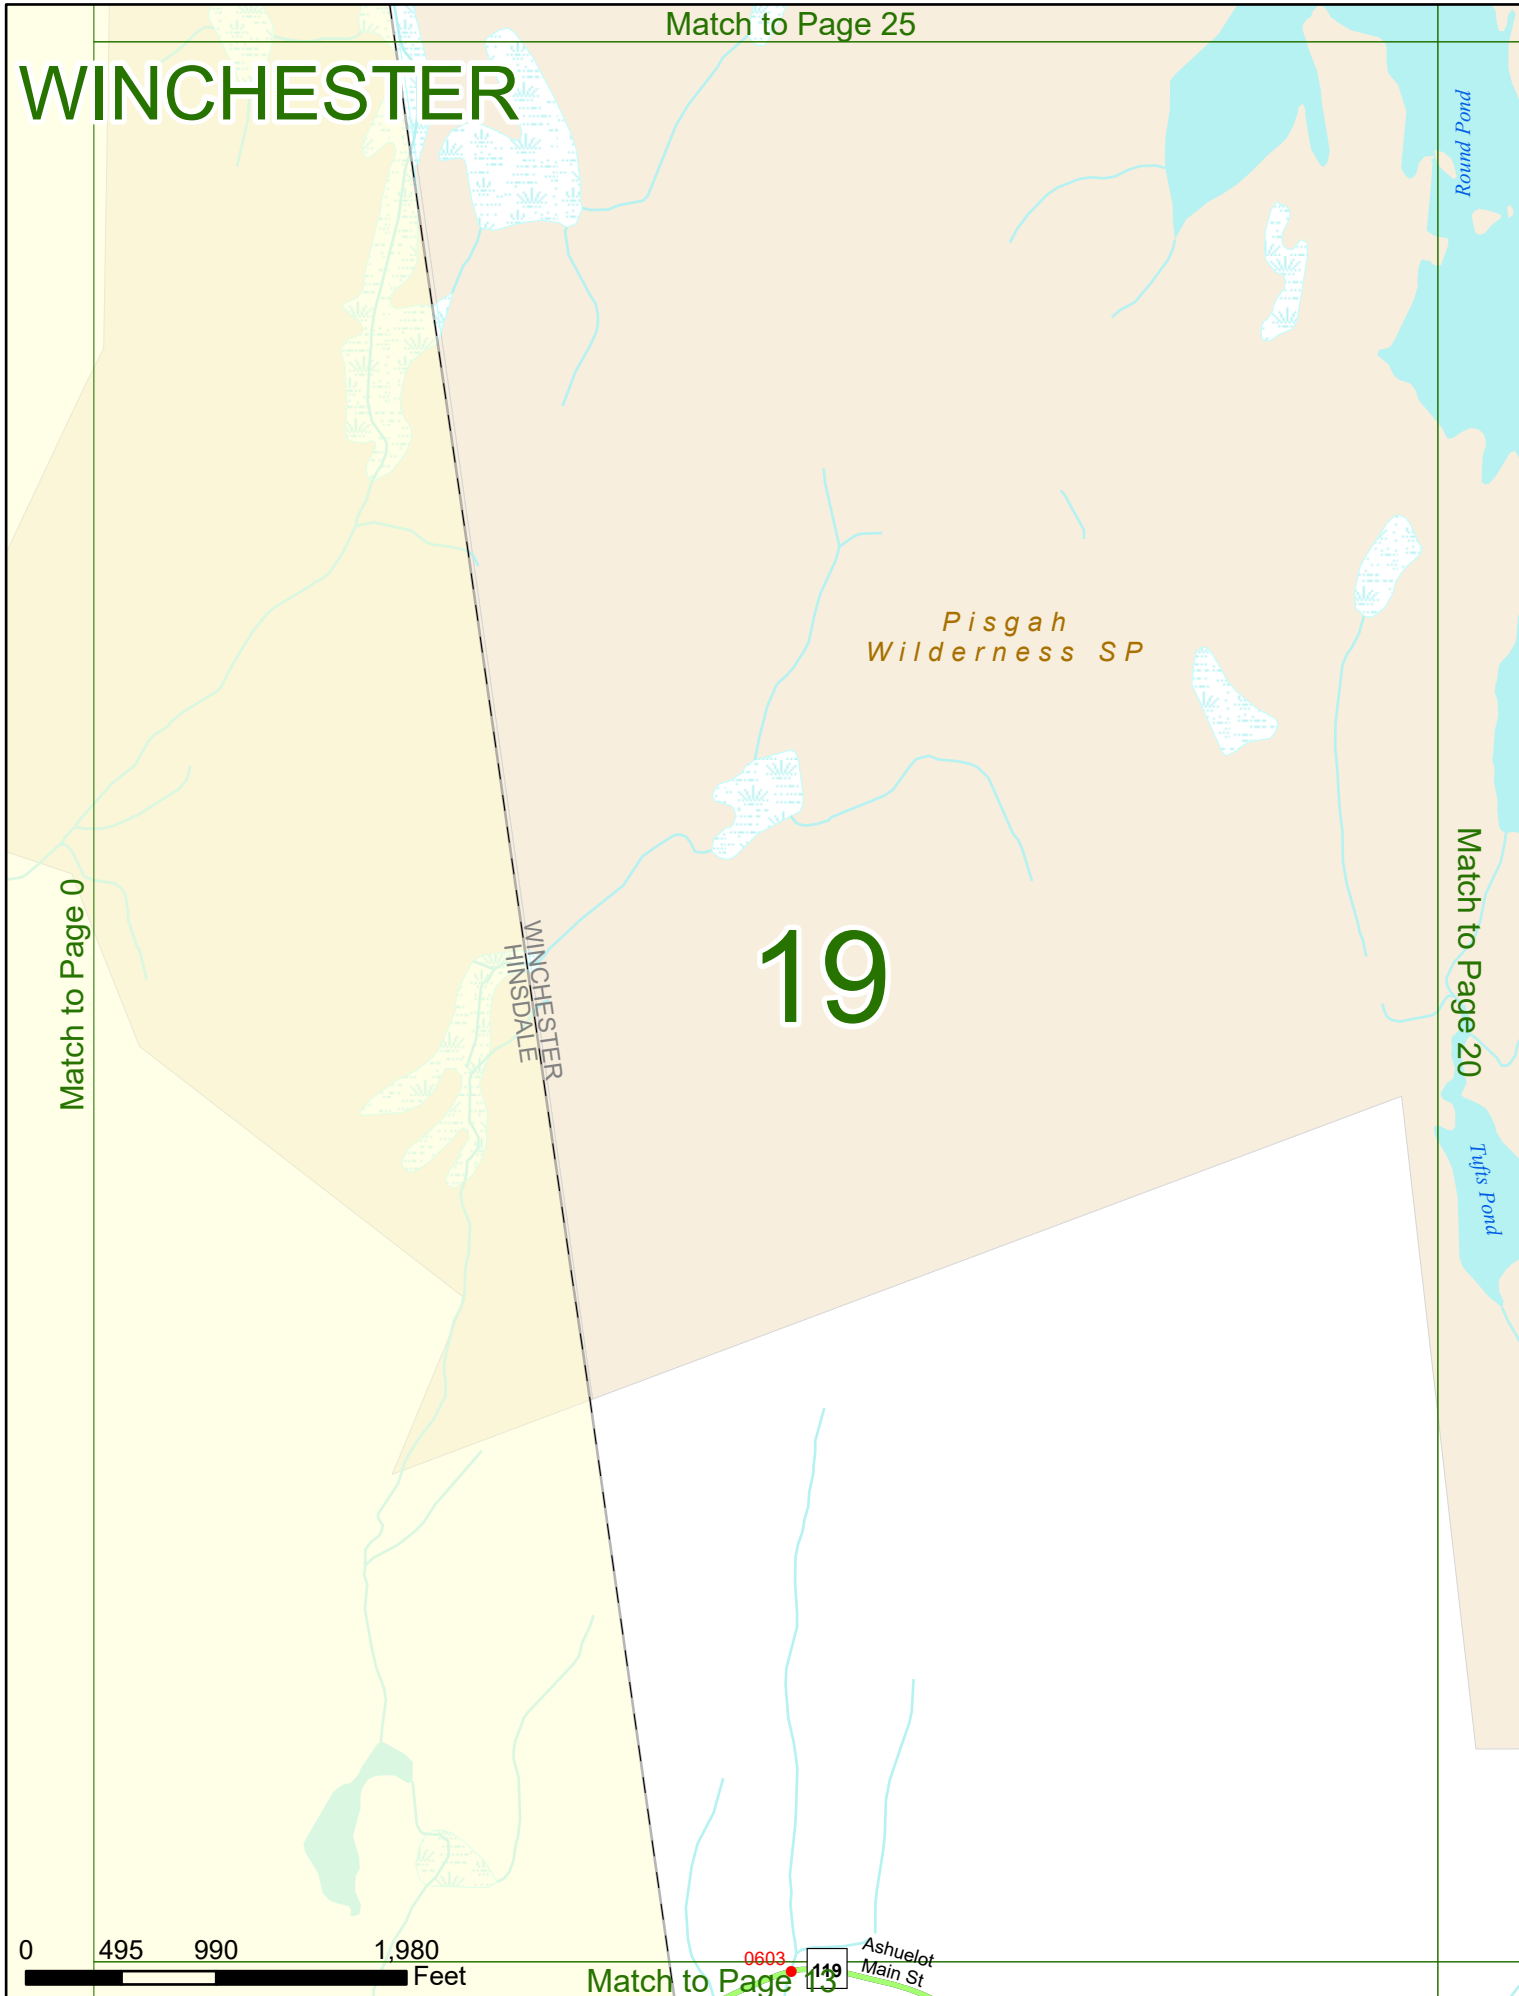 Match to Page 25
WINCHESTER
Round Pond
Pisgah
Wilderness SP
Match to Page 0
WINCHESTER
HINSDALE
19
Match to Page 20
Tufts Pond
0 495 990 1,980
Feet
0603
119
Ashuelot
Main St
Match to Page 13